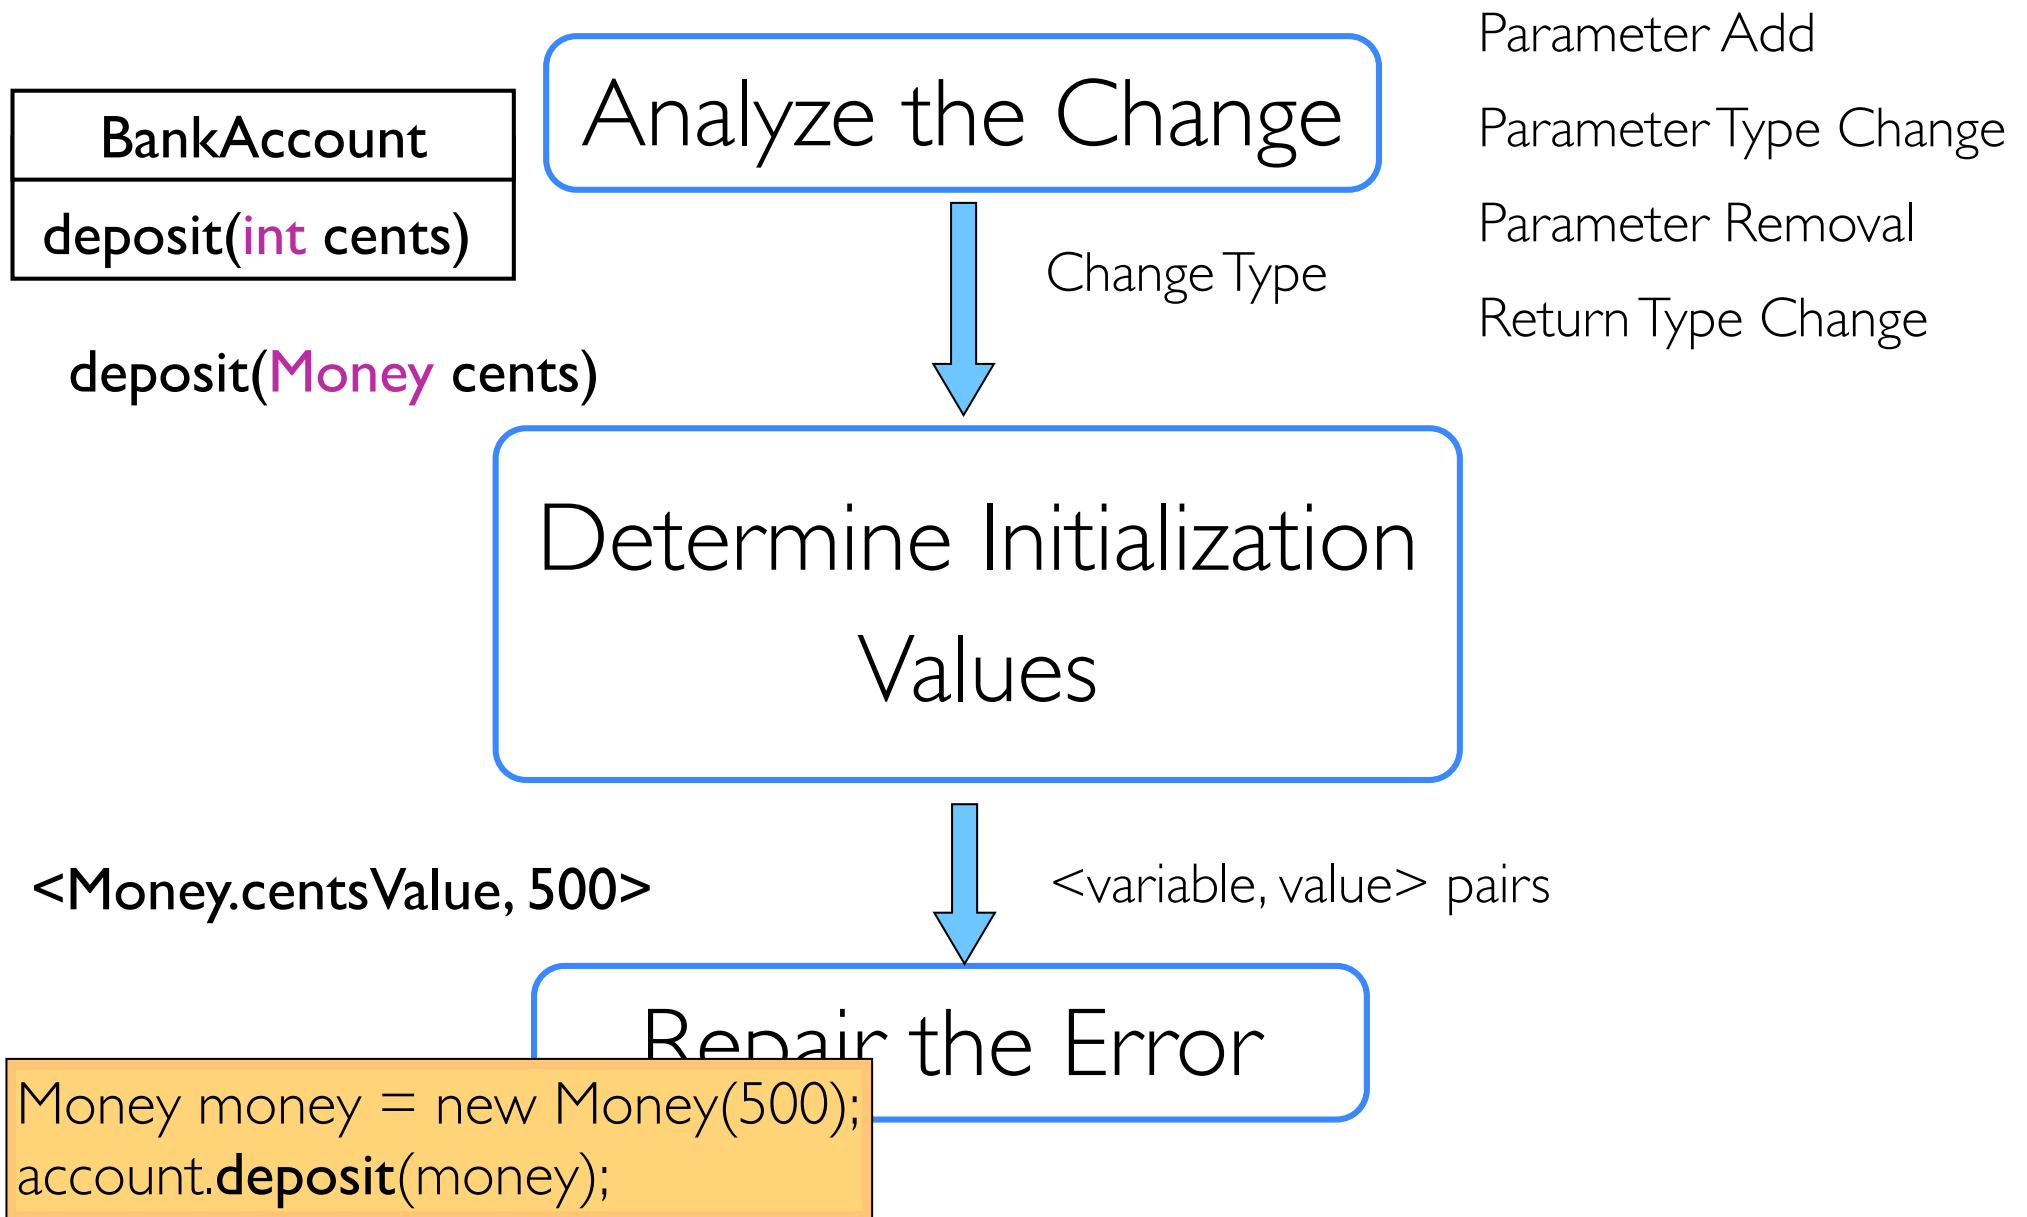 BankAccount
deposit(int cents)
deposit(Money cents)
Analyze the Change
Change Type
Parameter Add
Parameter Type Change
Parameter Removal
Return Type Change
Determine Initialization
Values
<Money.centsValue, 500>
<variable, value> pairs
Repair the Error
Money money = new Money(500);
account.deposit(money);